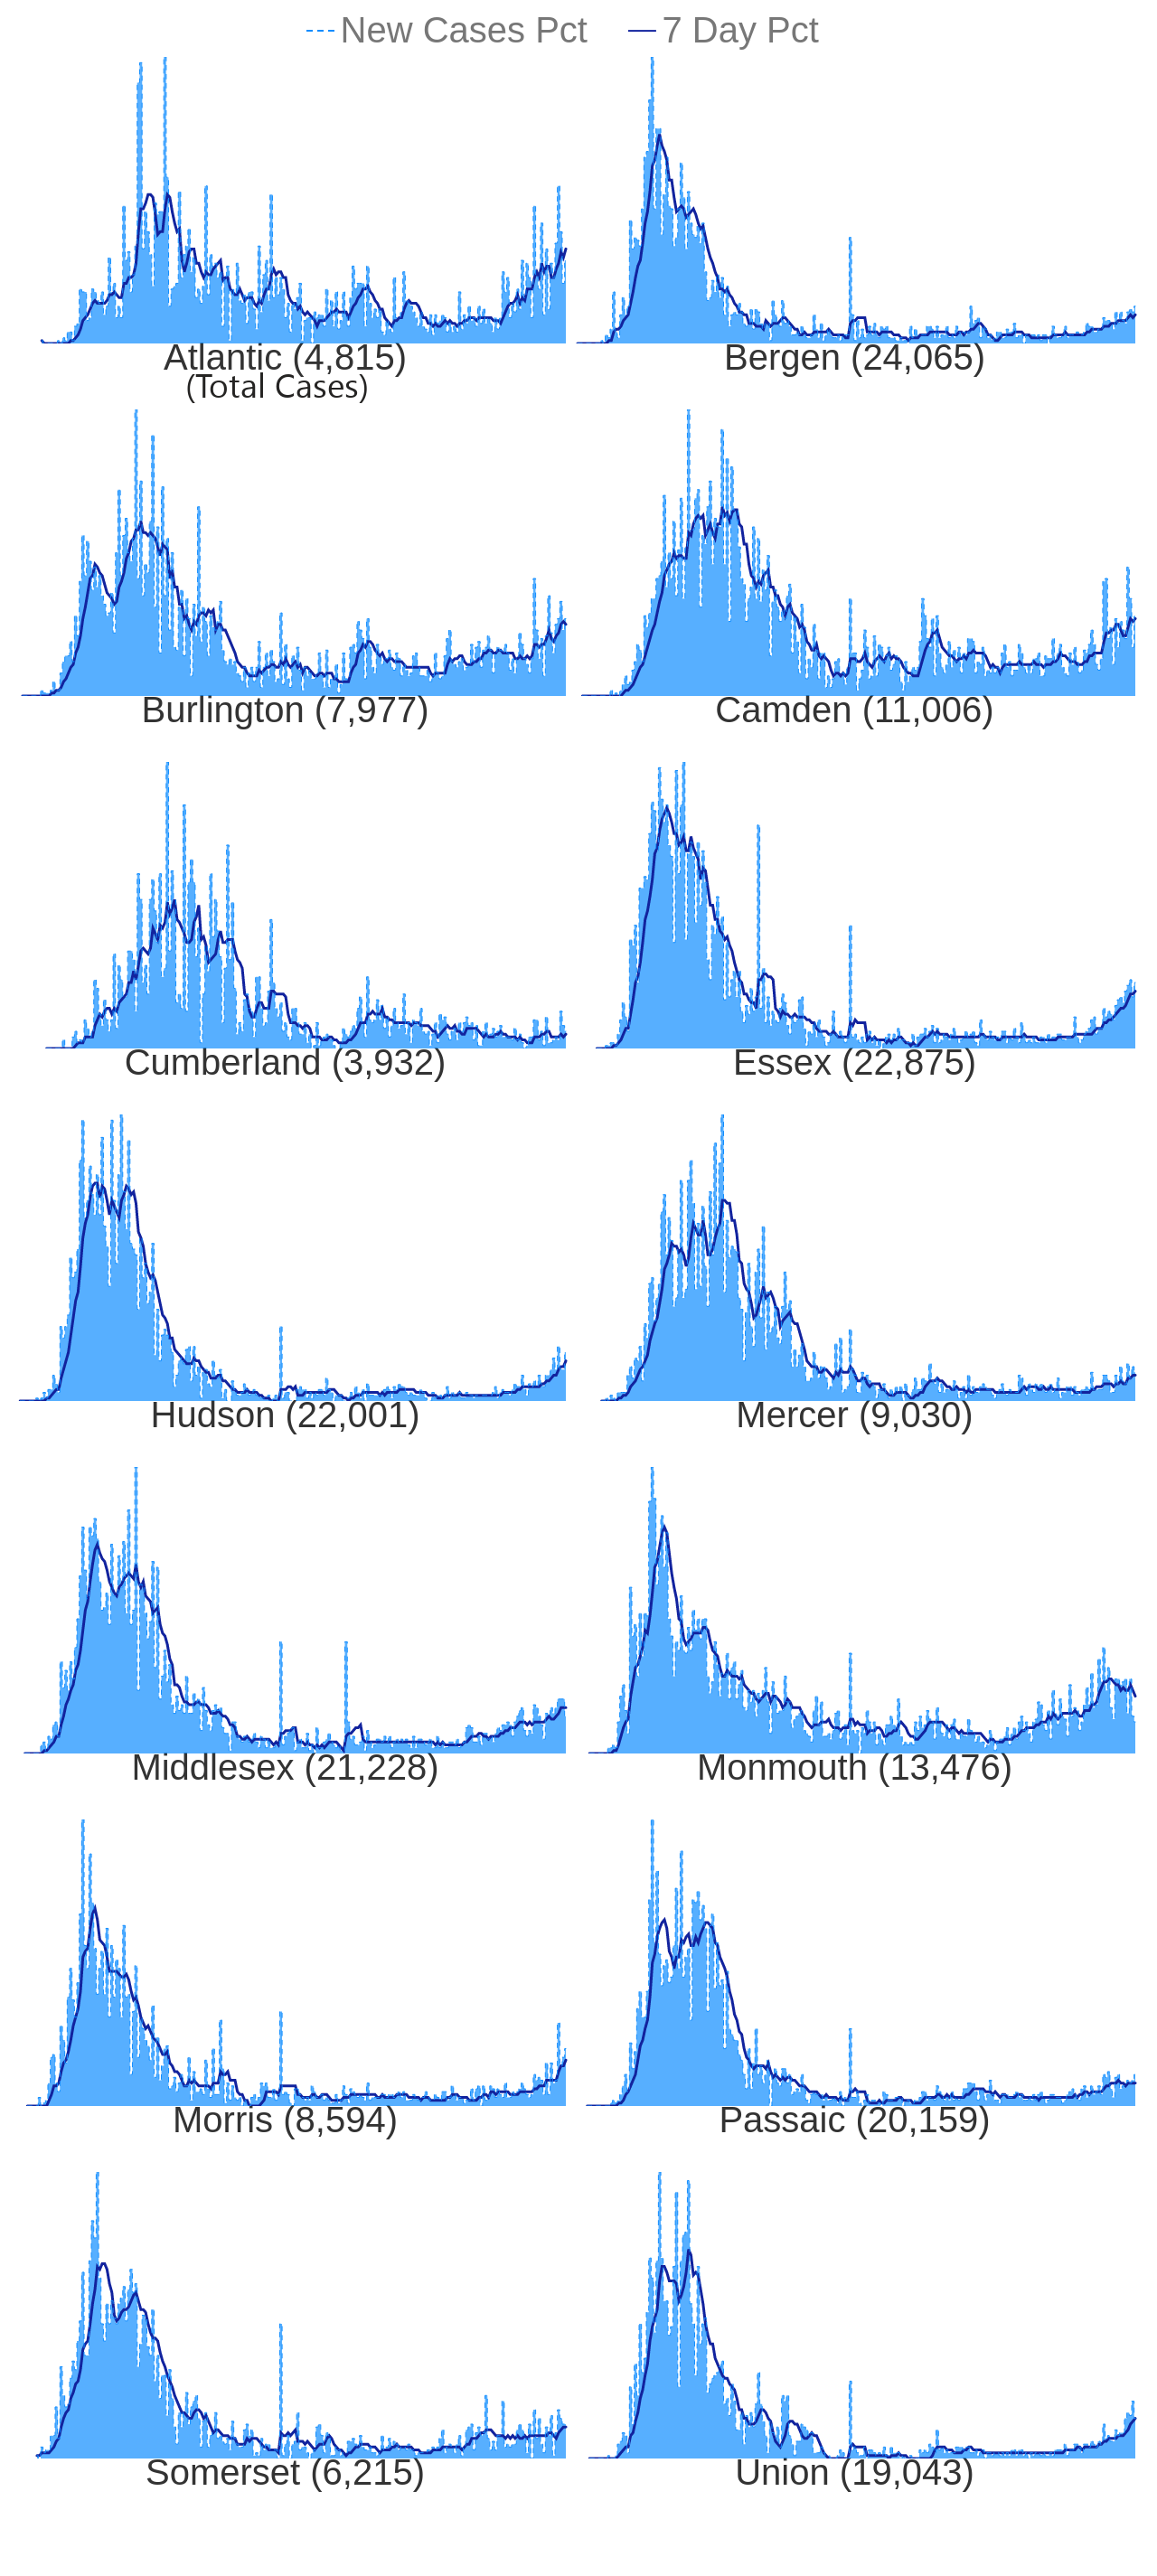 New Cases Pct 7 Day Pct
Atlantic (4,815) Bergen (24,065)
(Total Cases)
Burlington (7,977) Camden (11,006)
Cumberland (3,932) Essex (22,875)
Hudson (22,001) Mercer (9,030)
Middlesex (21,228) Monmouth (13,476)
Morris (8,594) Passaic (20,159)
Somerset (6,215) Union (19,043)